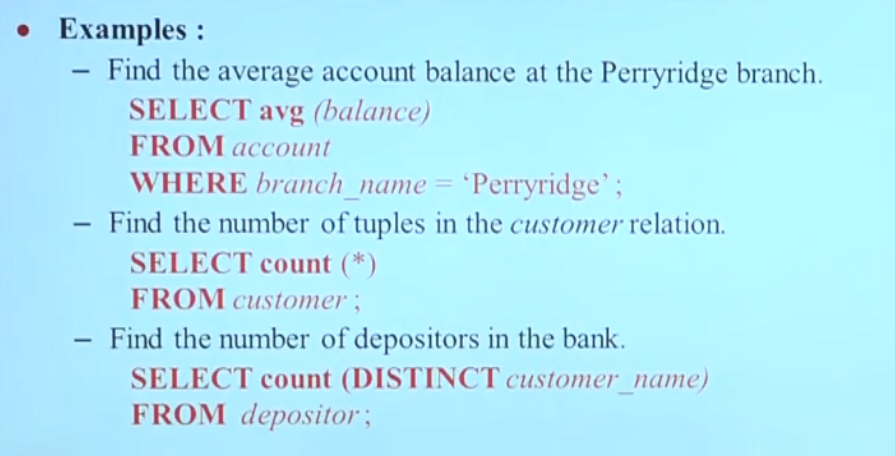 • Examples :
– Find the average account balance at the Perryridge branch.
SELECT avg (balance)
FROM account
WHERE branch_name = ‘Perryridge’ ;
– Find the number of tuples in the customer relation.
SELECT count (*)
FROM customer ;
– Find the number of depositors in the bank.
SELECT count (DISTINCT customer_name)
FROM depositor ;